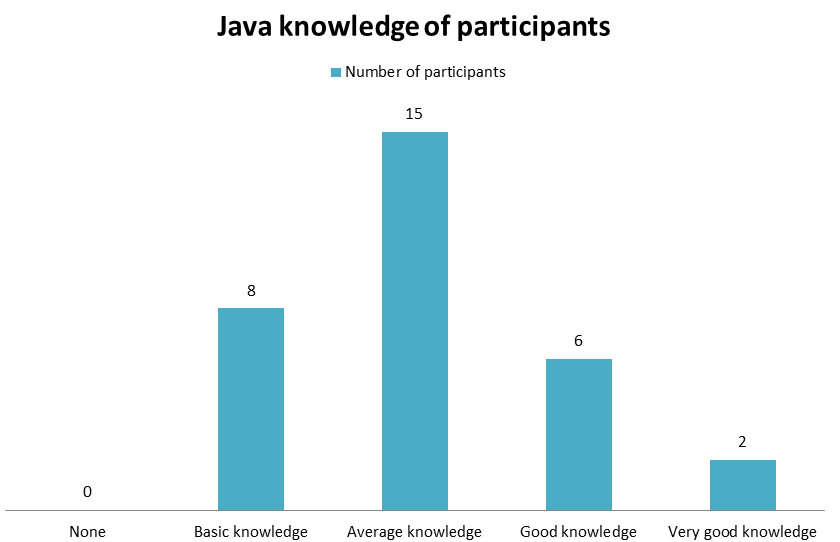 Java knowledge of participants
Number of participants
15
8
6
2
0
None Basic knowledge Average knowledge Good knowledge Very good knowledge